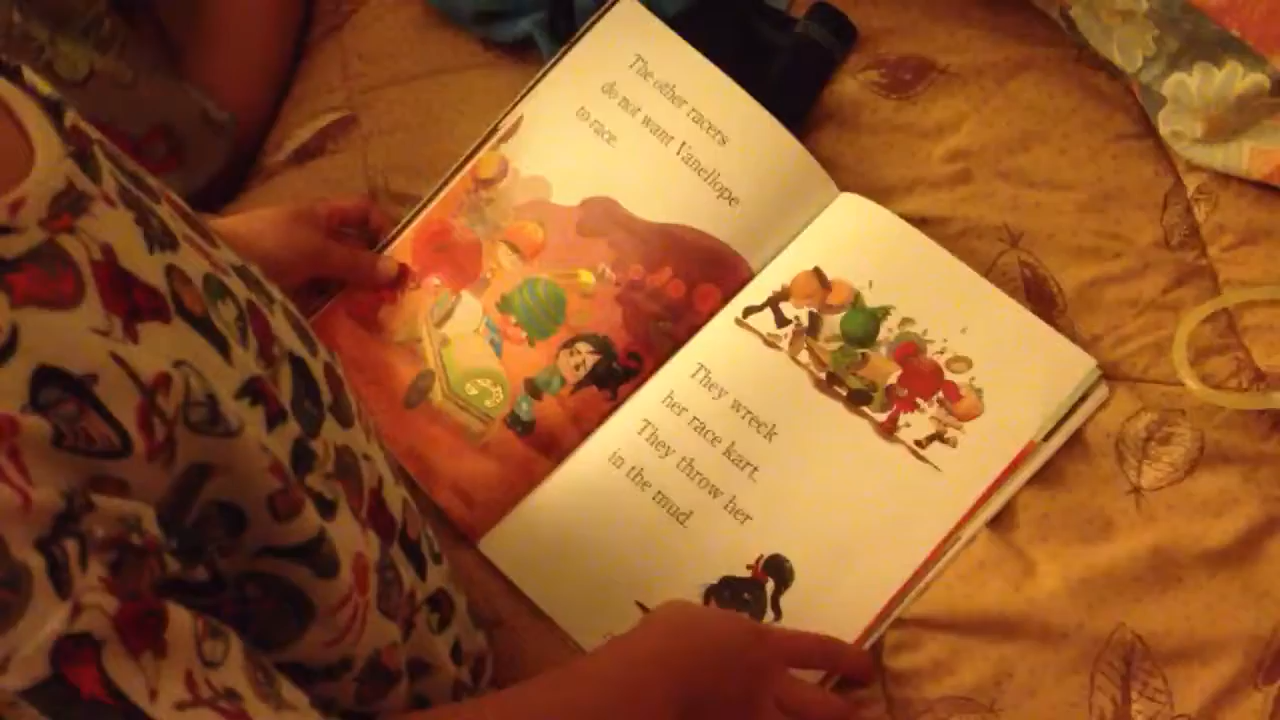 The other racers
do not want Vanellope
to race.
They wreck
her race kart.
They throw her
in the mud.